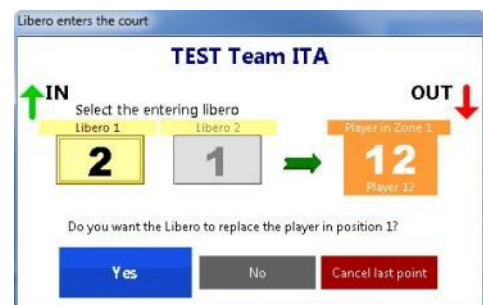 Libero enters the court
TEST Team ITA
IN
OUT
Select the entering libero
Libero 1
Libero 2
Player in Zone 1
2
1
12
Player 12
Do you want the Libero to replace the player in position 1?
Yes
No
Cancel last point